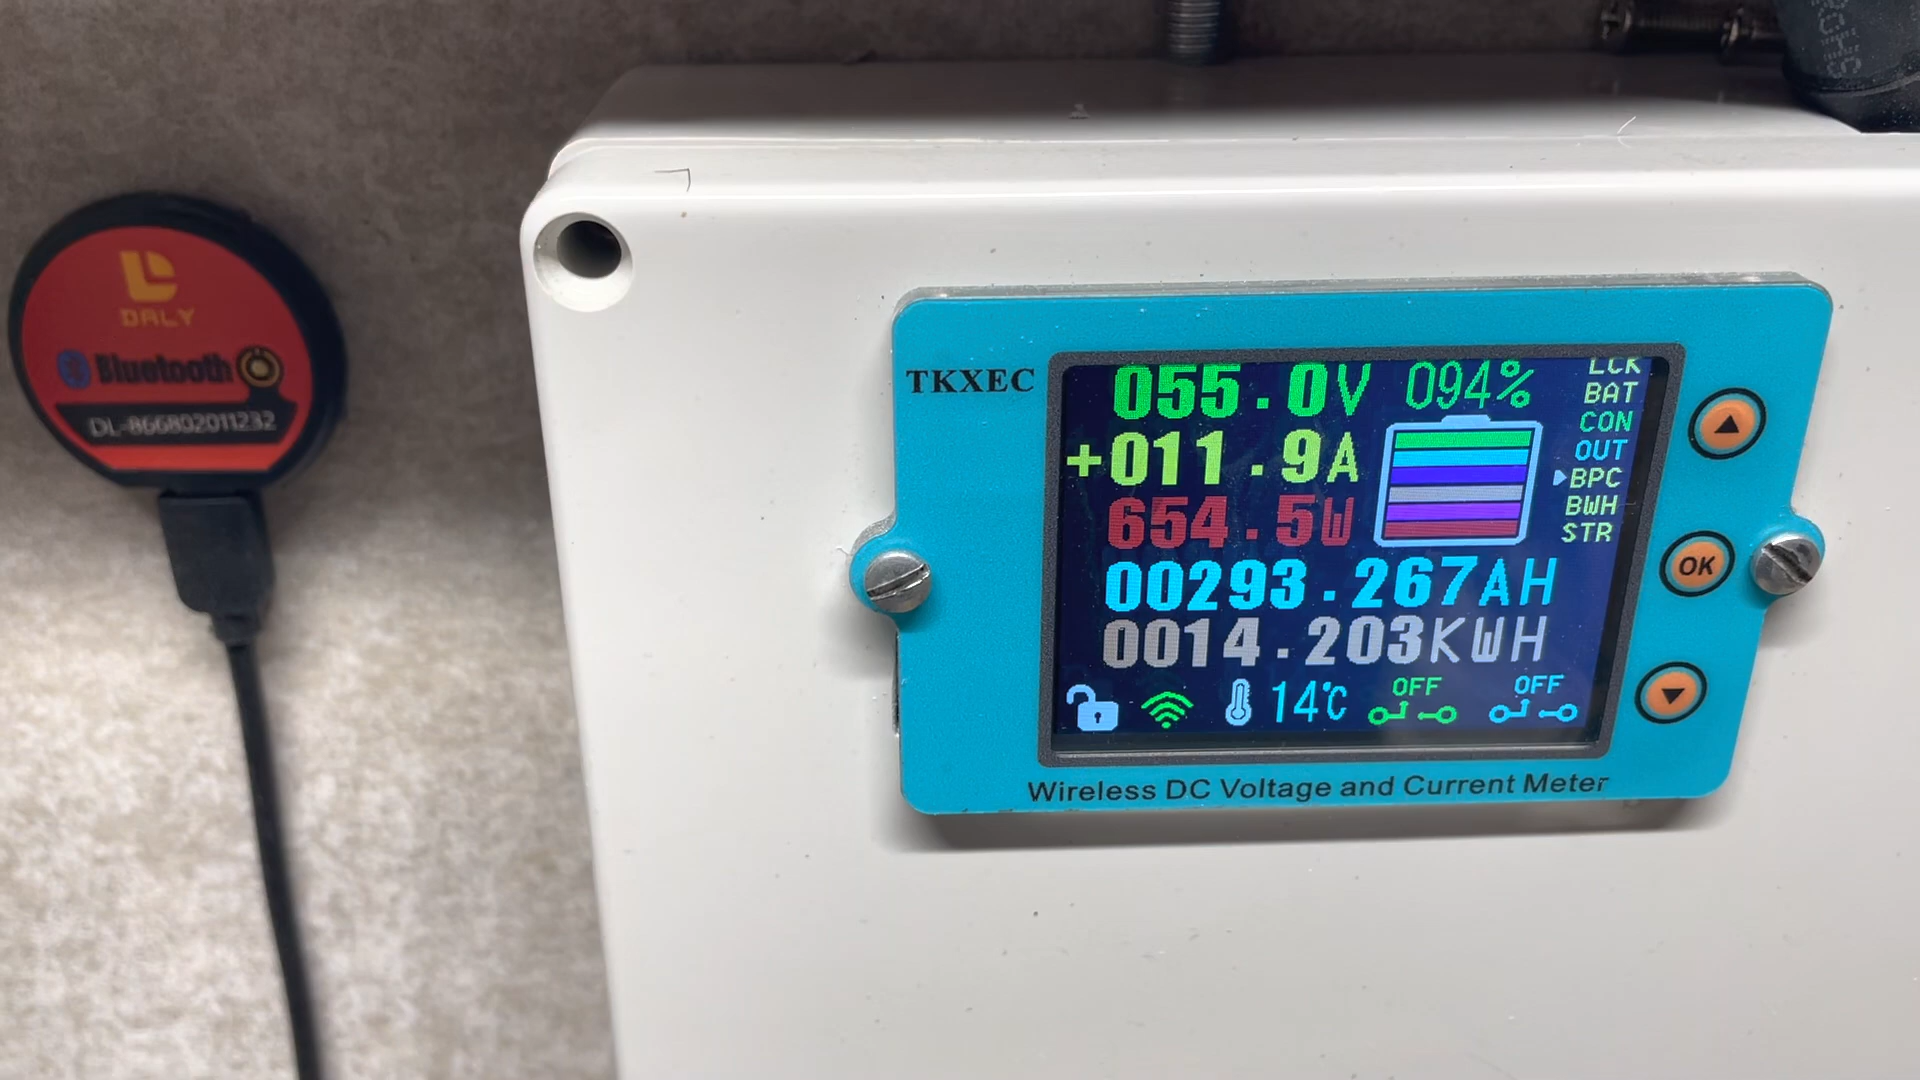 DALY
Bluetooth
DL-866802011232
TKXEC
055.0V 094%
+011.9A
654.5W
00293.267AH
0014.203KWH
14℃ OFF OFF
LCK
BAT
CON
OUT
BPC
BWH
STR
OK
Wireless DC Voltage and Current Meter